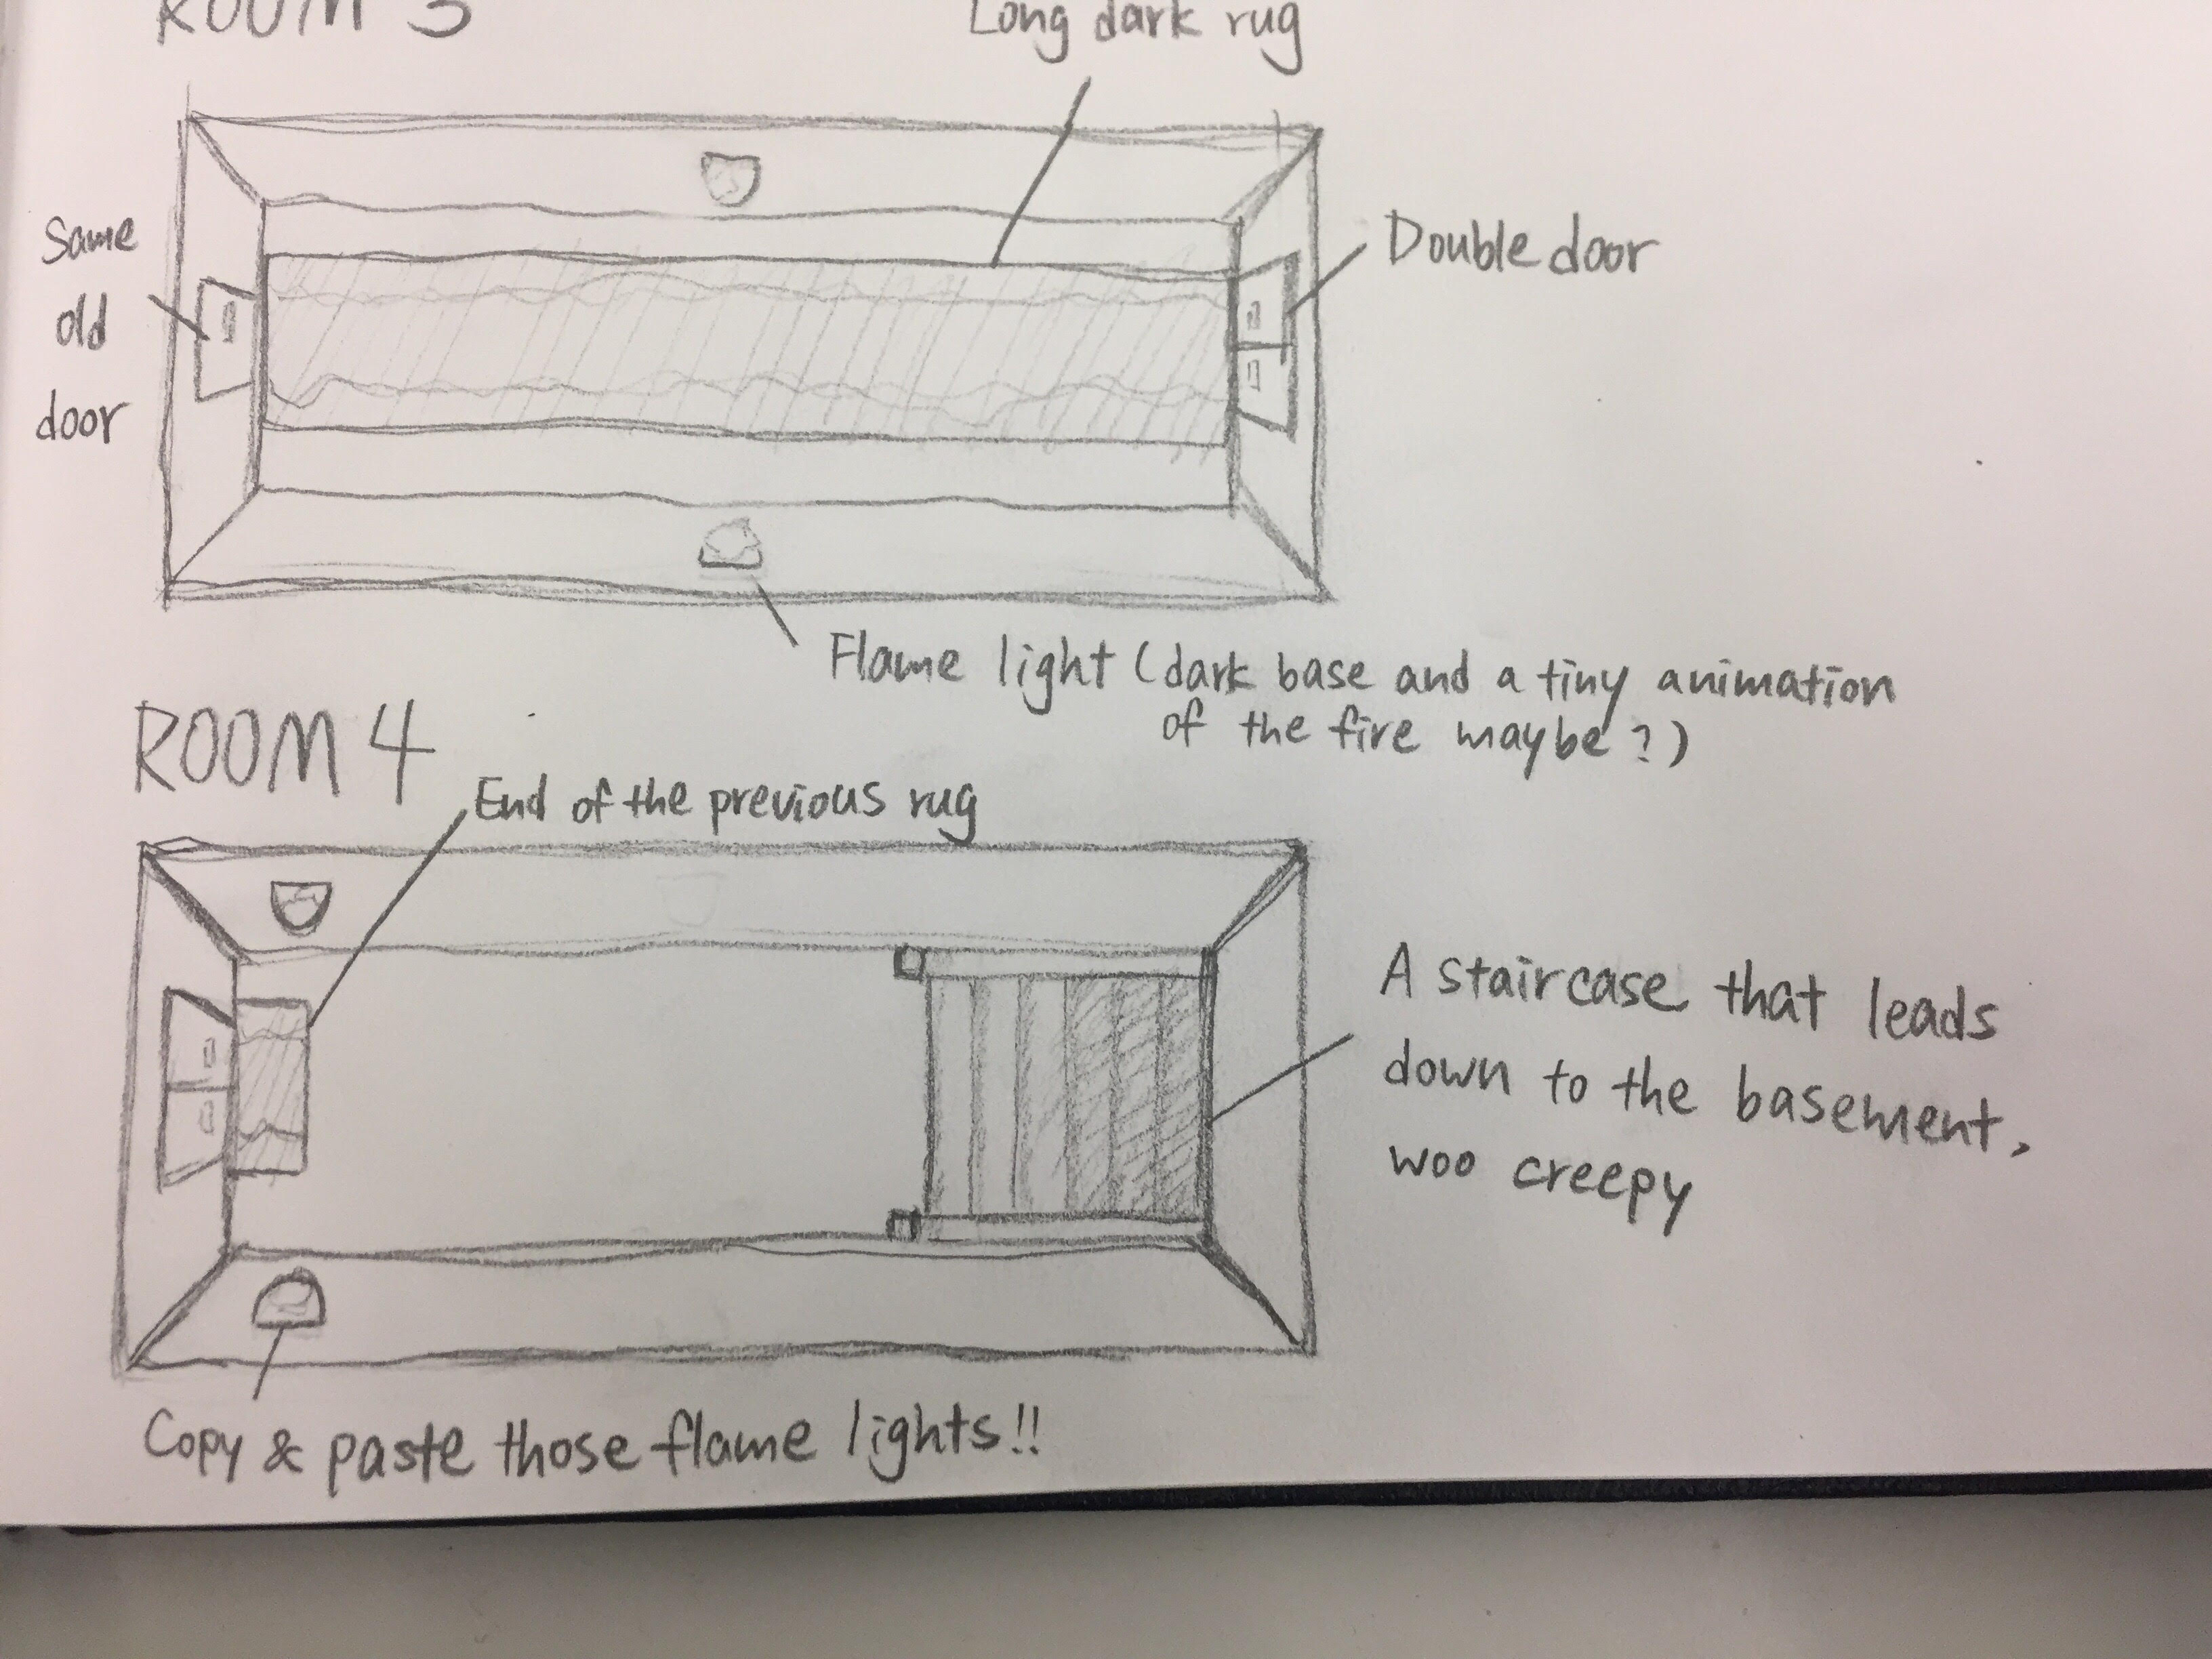 ROOM 3
Long dark rug
Same
old
door
Double door
Flame light (dark base and a tiny animation
of the fire maybe?)
ROOM 4
End of the previous rug
A staircase that leads
down to the basement,
woo creepy
Copy & paste those flame lights!!